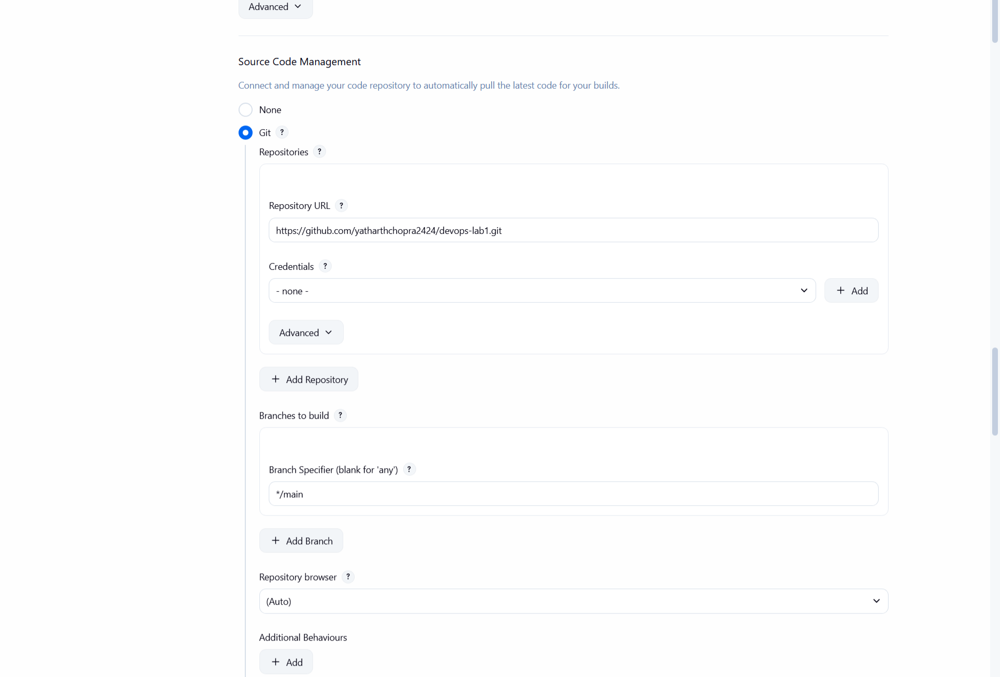 Advanced
Source Code Management
Connect and manage your code repository to automatically pull the latest code for your builds.
None
Git ?
Repositories ?
Repository URL ?
https://github.com/yatharthchopra2424/devops-lab1.git
Credentials ?
- none -
+ Add
Advanced
+ Add Repository
Branches to build ?
Branch Specifier (blank for 'any') ?
*/main
+ Add Branch
Repository browser ?
(Auto)
Additional Behaviours
+ Add